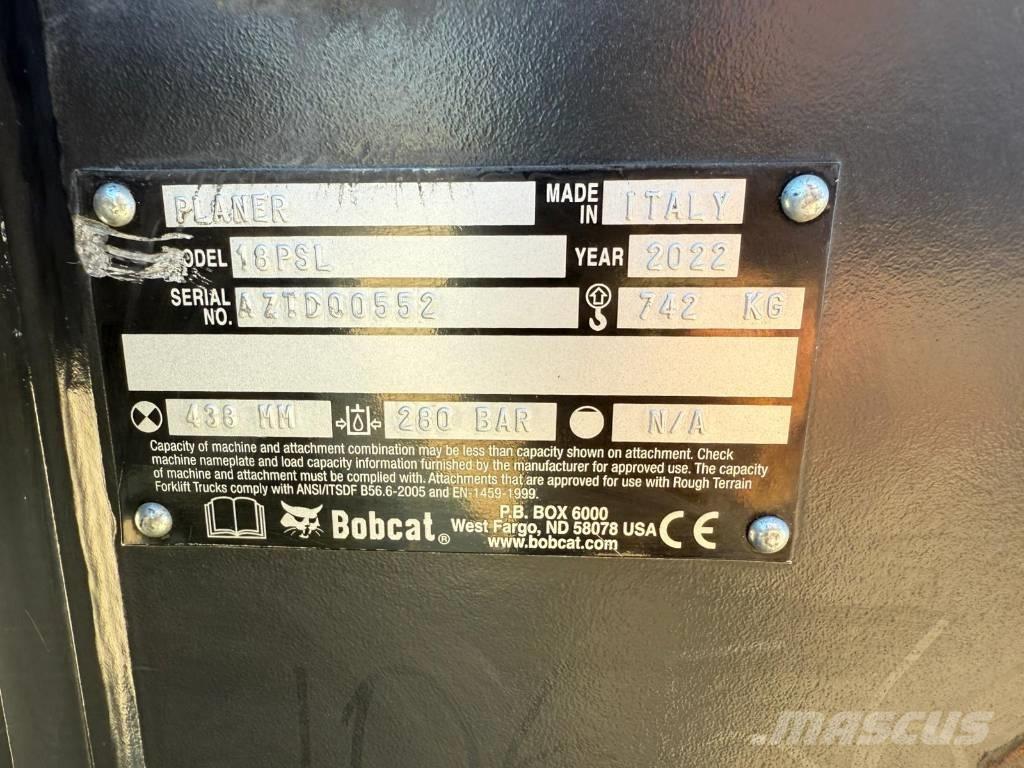 PLANER MADE IN ITALY
MODEL 18PSL YEAR 2022
SERIAL NO. AZTD00552 742 KG
438 MM 280 BAR N/A
Capacity of machine and attachment combination may be less than capacity shown on attachment. Check
machine nameplate and load capacity information furnished by the manufacturer for approved use. The capacity
of machine and attachment must be complied with. Attachments that are approved for use with Rough Terrain
Forklift Trucks comply with ANSI/ITSDF B56.6-2005 and EN-1459-1999.
Bobcat®
P.B. BOX 6000
West Fargo, ND 58078 USA
www.bobcat.com
CE
MASCUS